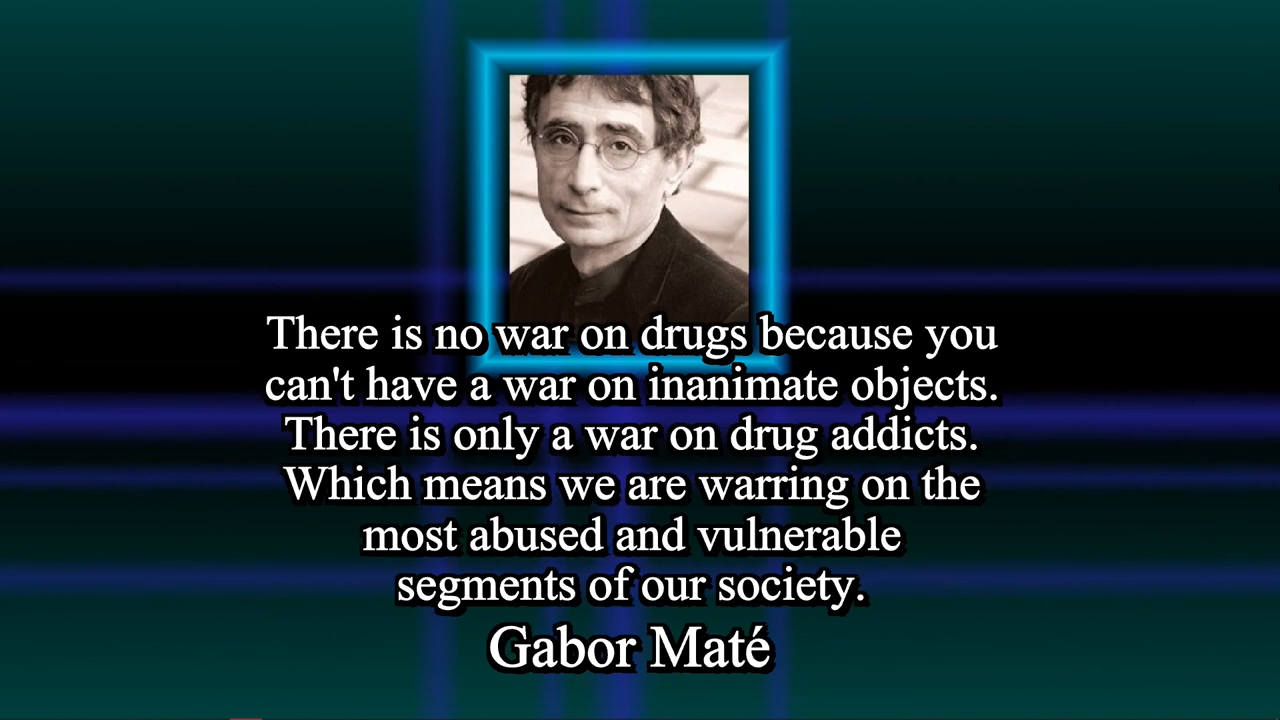 There is no war on drugs because you
can't have a war on inanimate objects.
There is only a war on drug addicts.
Which means we are warring on the
most abused and vulnerable
segments of our society.
Gabor Maté